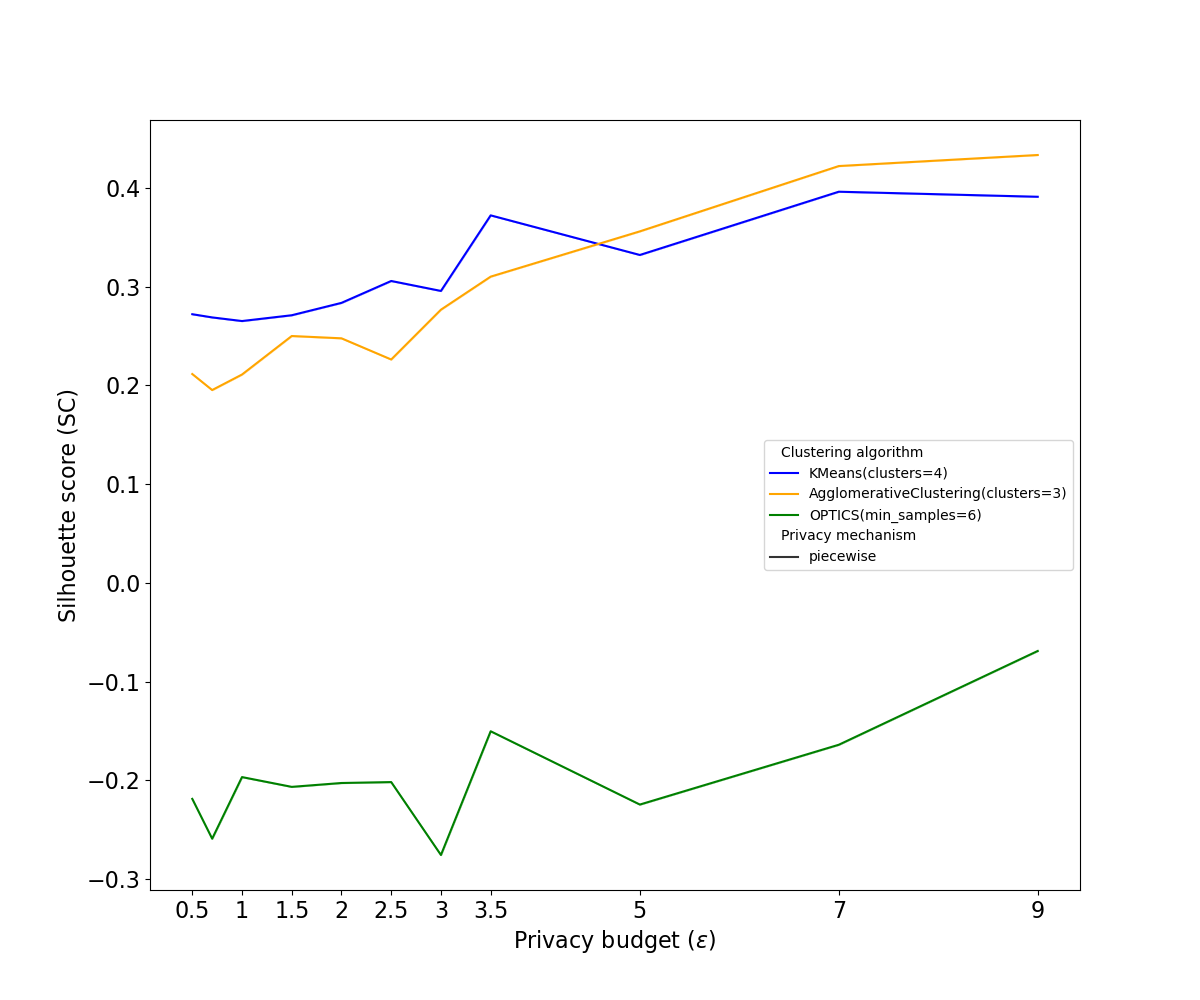 0.4
0.3
0.2
0.1
0.0
−0.1
−0.2
−0.3
Silhouette score (SC)
Clustering algorithm
KMeans(clusters=4)
AgglomerativeClustering(clusters=3)
OPTICS(min_samples=6)
Privacy mechanism
piecewise
0.5 1 1.5 2 2.5 3 3.5 5 7 9
Privacy budget (ε)